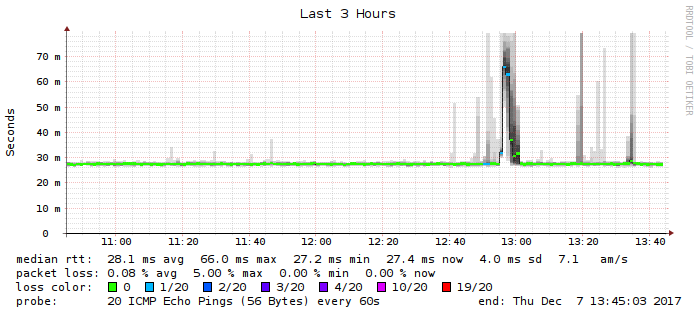 Last 3 Hours
RRDTOOL / TOBI OETIKER
Seconds
70 m
60 m
50 m
40 m
30 m
20 m
10 m
0
11:00 11:20 11:40 12:00 12:20 12:40 13:00 13:20 13:40
median rtt: 28.1 ms avg 66.0 ms max 27.2 ms min 27.4 ms now 4.0 ms sd 7.1 am/s
packet loss: 0.08 % avg 5.00 % max 0.00 % min 0.00 % now
loss color: 0 1/20 2/20 3/20 4/20 10/20 19/20
probe: 20 ICMP Echo Pings (56 Bytes) every 60s end: Thu Dec 7 13:45:03 2017